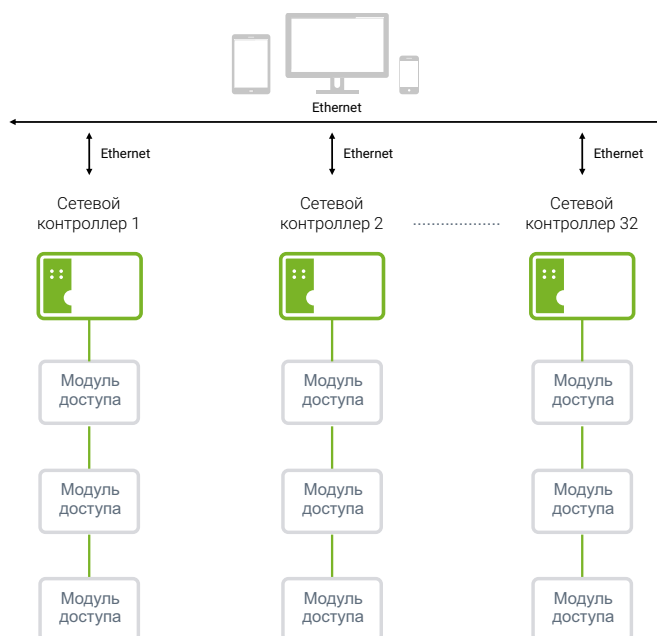 Ethernet
Ethernet Ethernet Ethernet
Сетевой Сетевой Сетевой
контроллер 1 контроллер 2 контроллер 32
Модуль Модуль Модуль
доступа доступа доступа
Модуль Модуль Модуль
доступа доступа доступа
Модуль Модуль Модуль
доступа доступа доступа